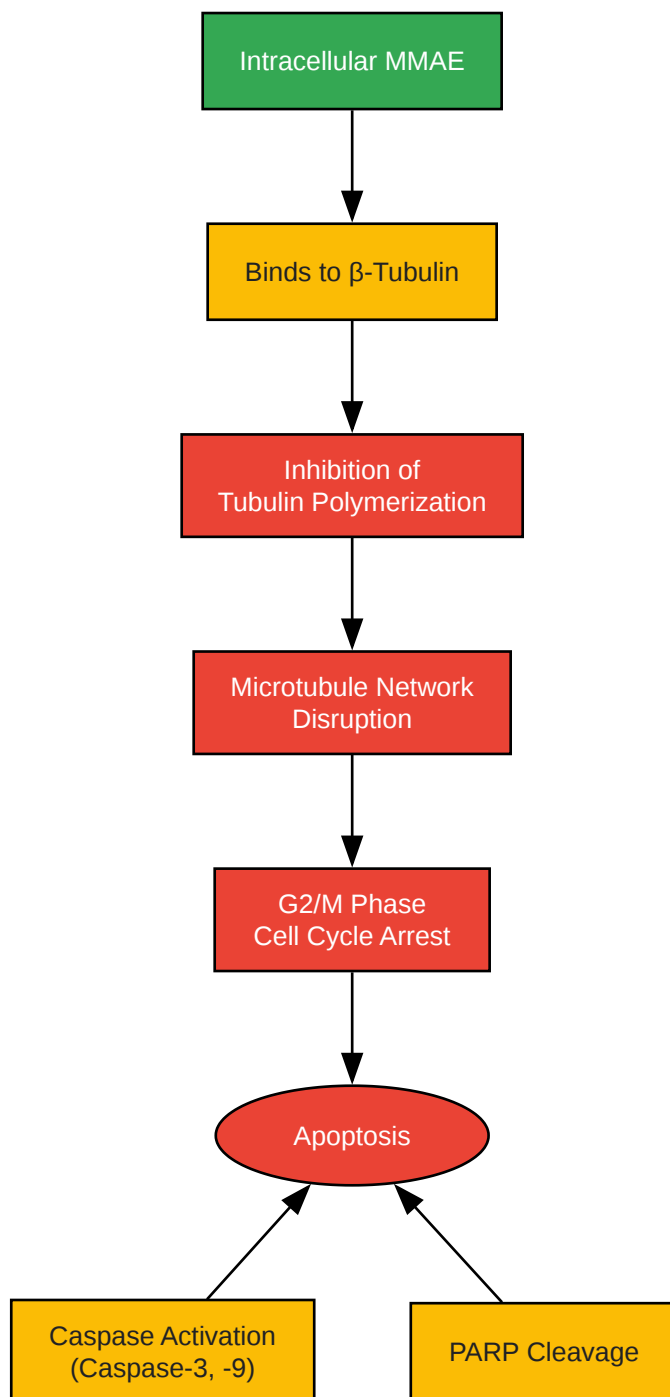 Intracellular MMAE
Binds to β-Tubulin
Inhibition of
Tubulin Polymerization
Microtubule Network
Disruption
G2/M Phase
Cell Cycle Arrest
Apoptosis
Caspase Activation
(Caspase-3, -9)
PARP Cleavage